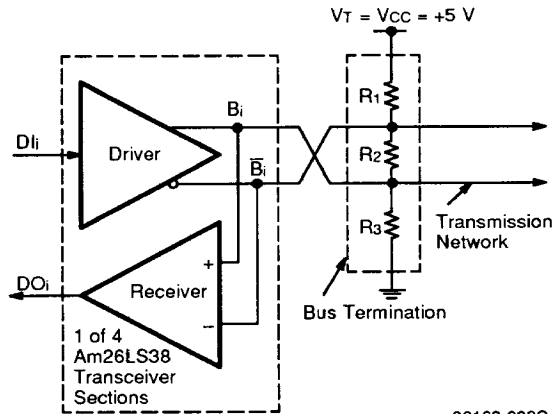 VT = VCC = +5 V
Bi
R1
DIi
Driver
B̅i
R2
R3
Transmission
Network
+
DOi
Receiver
−
Bus Termination
1 of 4
Am26LS38
Transceiver
Sections